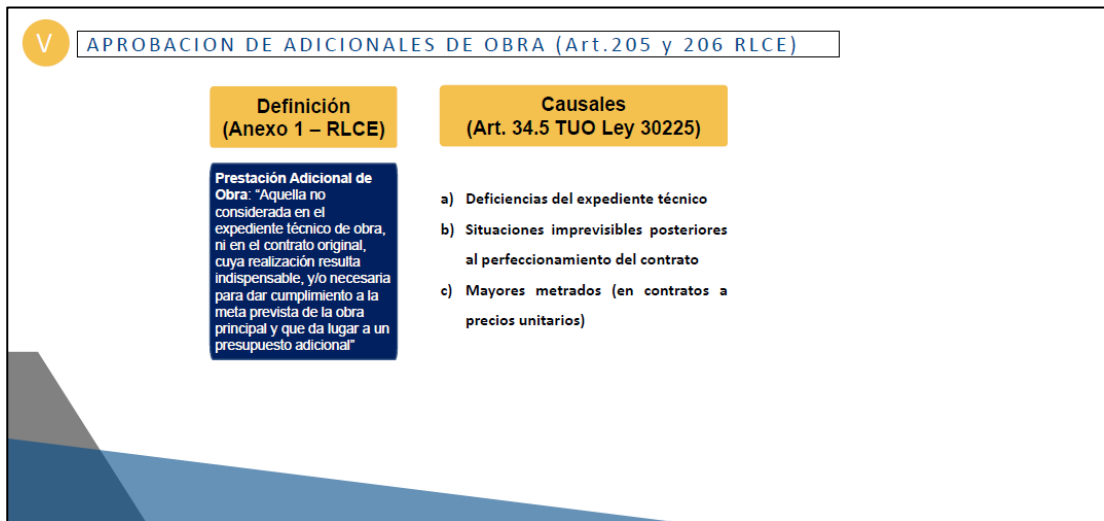 V
APROBACION DE ADICIONALES DE OBRA (Art.205 y 206 RLCE)
Definición
(Anexo 1 – RLCE)
Prestación Adicional de
Obra: “Aquella no
considerada en el
expediente técnico de obra,
ni en el contrato original,
cuya realización resulta
indispensable, y/o necesaria
para dar cumplimiento a la
meta prevista de la obra
principal y que da lugar a un
presupuesto adicional”
Causales
(Art. 34.5 TUO Ley 30225)
a) Deficiencias del expediente técnico
b) Situaciones imprevisibles posteriores
al perfeccionamiento del contrato
c) Mayores metrados (en contratos a
precios unitarios)